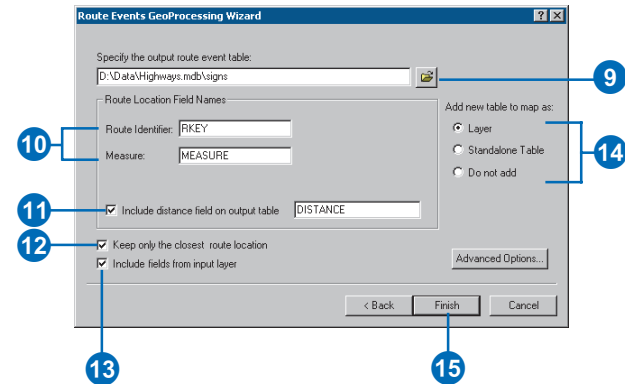 Route Events GeoProcessing Wizard
Specify the output route event table:
D:\Data\Highways.mdb\signs
9
Route Location Field Names
Add new table to map as:
10
Route Identifier: RKEY
Layer
Measure: MEASURE
Standalone Table
14
Do not add
11
Include distance field on output table DISTANCE
12
Keep only the closest route location
Include fields from input layer
Advanced Options...
< Back Finish Cancel
13
15